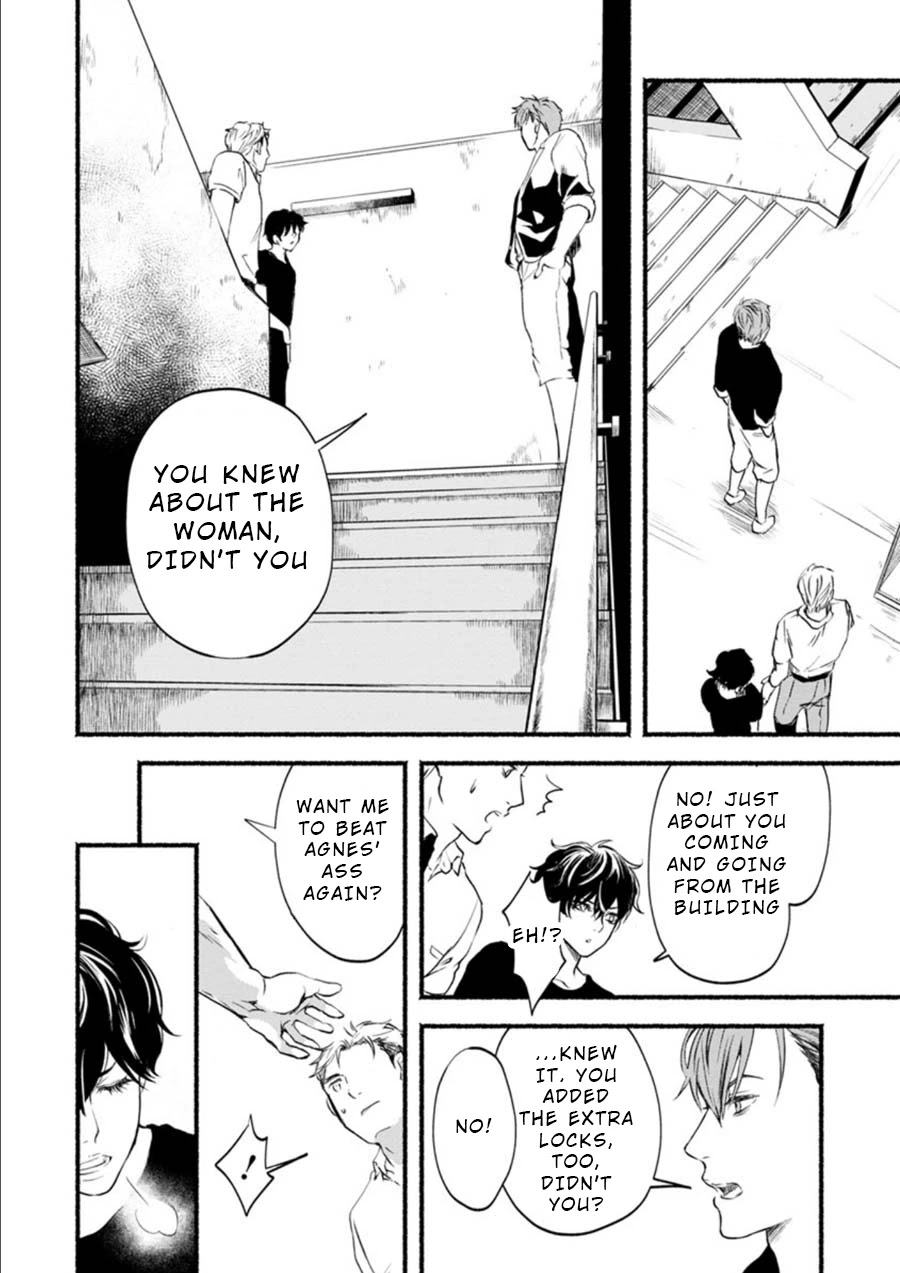 YOU KNEW
ABOUT THE
WOMAN,
DIDN'T YOU
NO! JUST
ABOUT YOU
COMING
AND GOING
FROM THE
BUILDING
EH!?
WANT ME
TO BEAT
AGNES'
ASS
AGAIN?
...KNEW
IT. YOU
ADDED
THE EXTRA
LOCKS,
TOO,
DIDN'T
YOU?
NO!
!